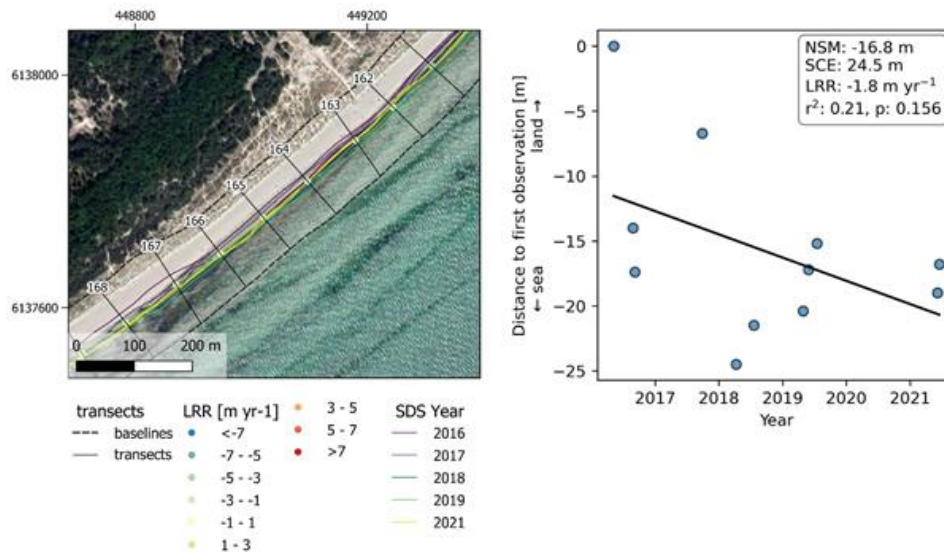 448800 449200
6138000
6137600
162
163
164
165
166
167
168
0 100 200 m
transects
baselines
transects
LRR [m yr-1]
<-7
-7 - -5
-5 - -3
-3 - -1
-1 - 1
1 - 3
3 - 5
5 - 7
>7
SDS Year
2016
2017
2018
2019
2021
NSM: -16.8 m
SCE: 24.5 m
LRR: -1.8 m yr⁻¹
r²: 0.21, p: 0.156
Distance to first observation [m]
← sea land →
0
−5
−10
−15
−20
−25
2017 2018 2019 2020 2021
Year